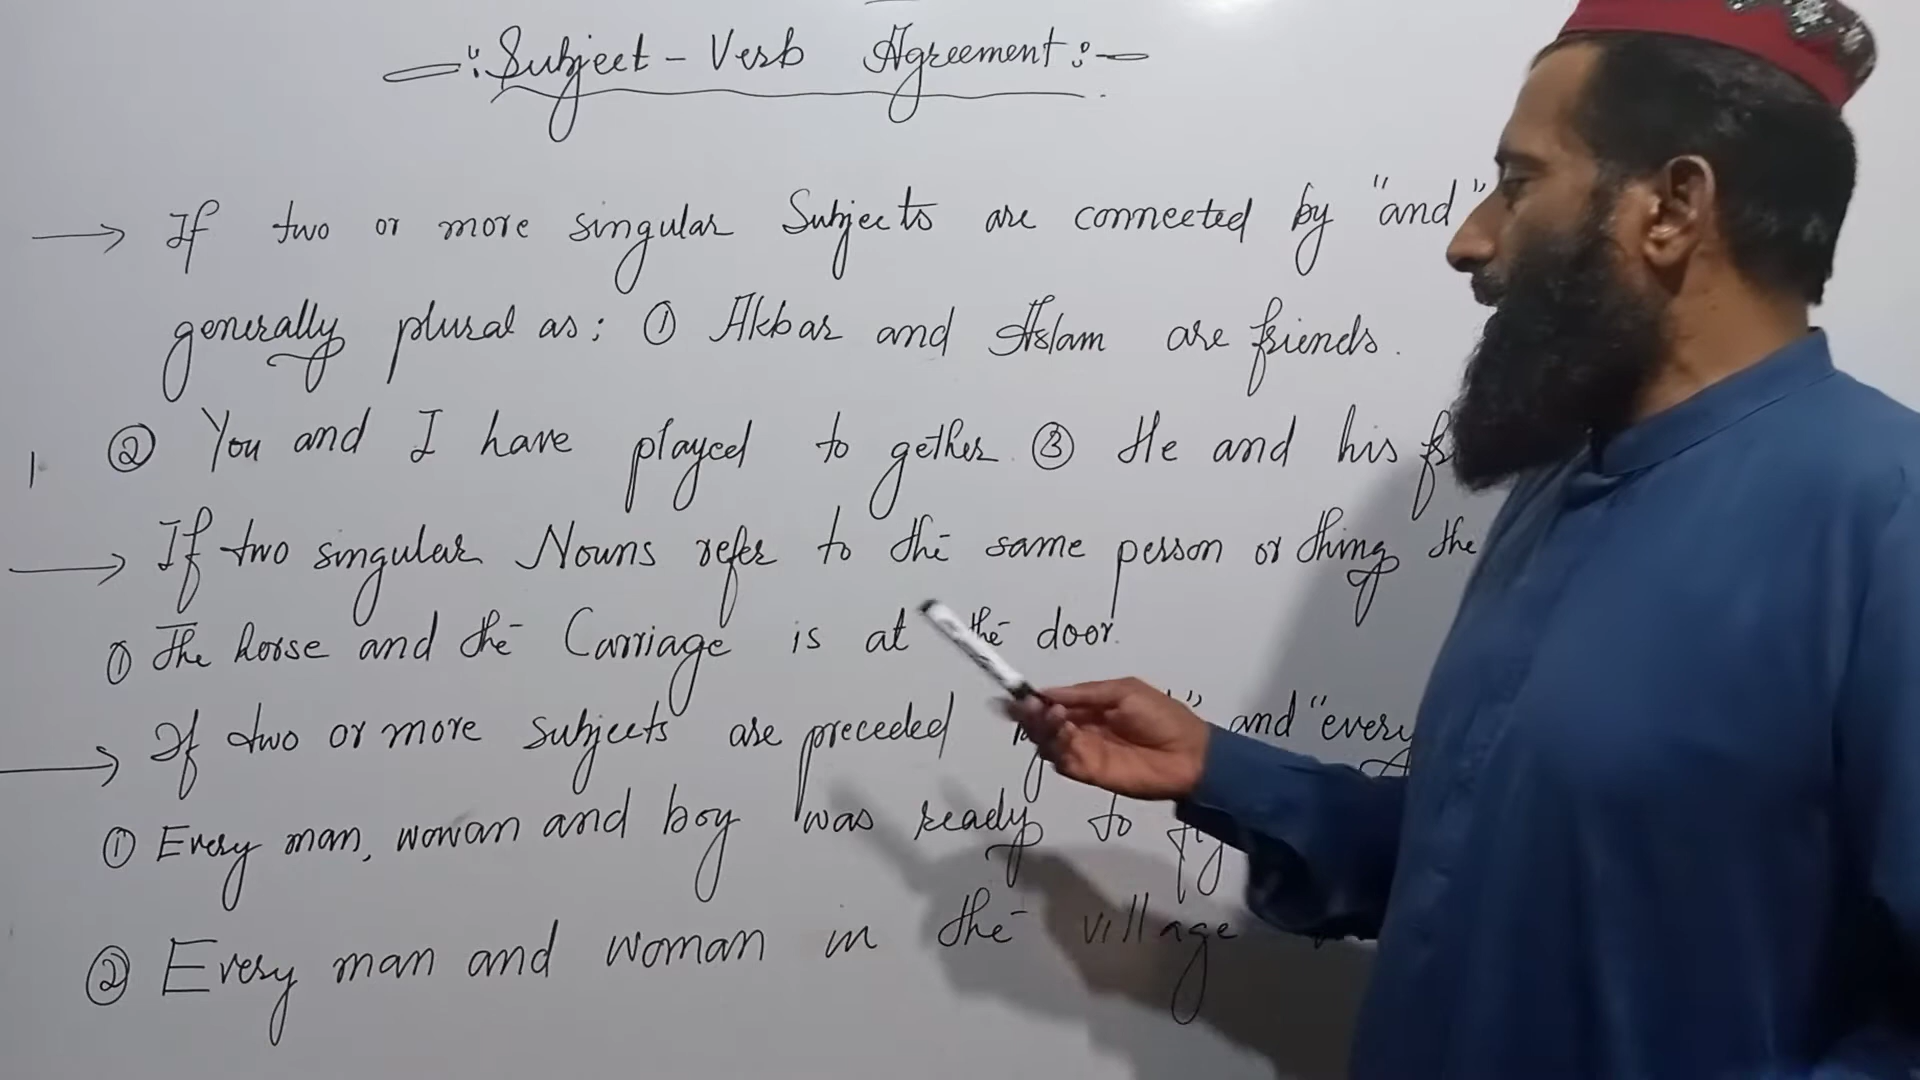 Subject - Verb Agreement :-
If two or more singular Subjects are connected by "and"
generally plural as: ① Akbar and Aslam are friends.
② You and I have played to gether. ③ He and his
If two singular Nouns refer to the same person or thing the
① The horse and the Carriage is at the door.
If two or more subjects are preceded and "every
① Every man, woman and boy was ready to
② Every man and woman in the village